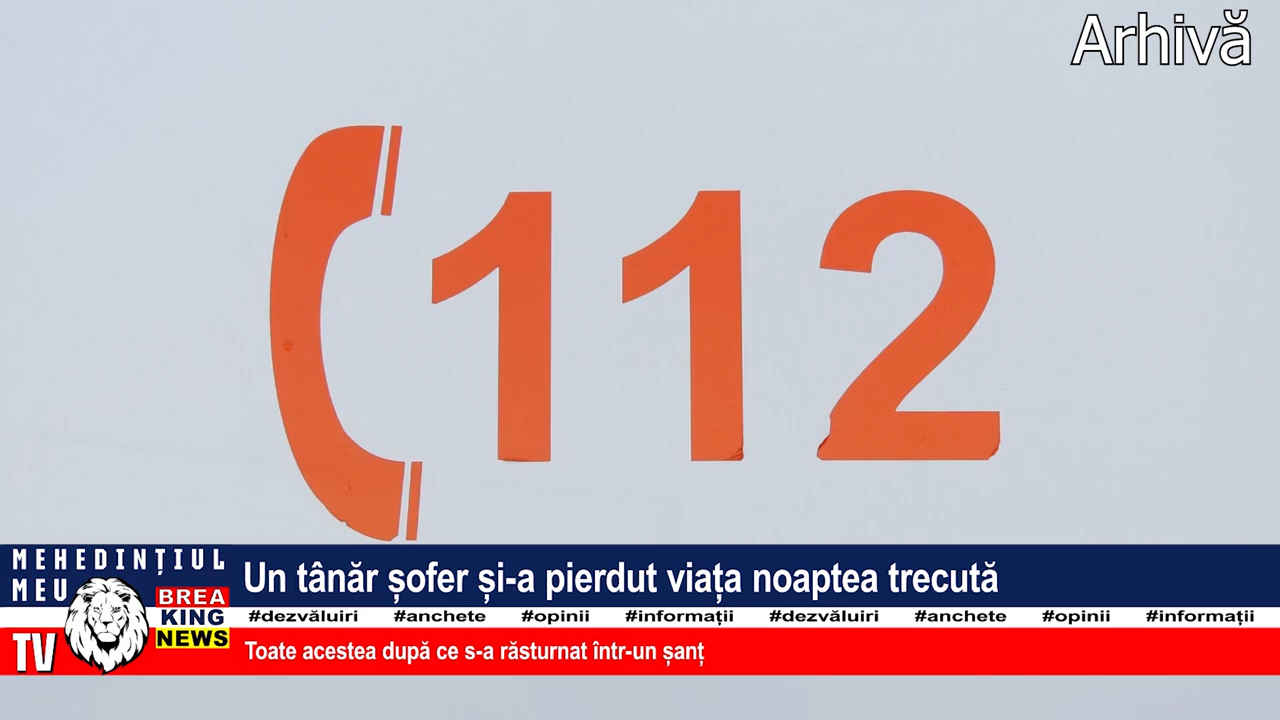 Arhivă
112
MEHEDINȚIUL
MEU
TV
BREA
KING
NEWS
Un tânăr șofer și-a pierdut viața noaptea trecută
#dezvăluiri #anchete #opinii #informații #dezvăluiri #anchete #opinii #informații
Toate acestea după ce s-a răsturnat într-un șanț